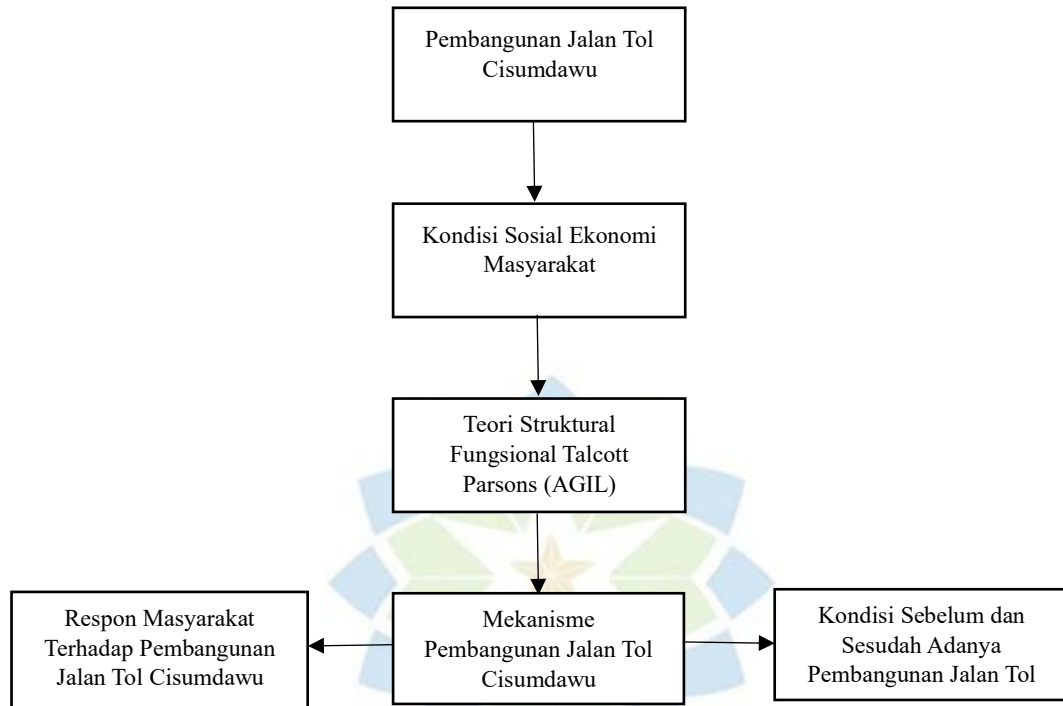 Pembangunan Jalan Tol
Cisumdawu
Kondisi Sosial Ekonomi
Masyarakat
Teori Struktural
Fungsional Talcott
Parsons (AGIL)
Respon Masyarakat
Terhadap Pembangunan
Jalan Tol Cisumdawu
Mekanisme
Pembangunan Jalan Tol
Cisumdawu
Kondisi Sebelum dan
Sesudah Adanya
Pembangunan Jalan Tol